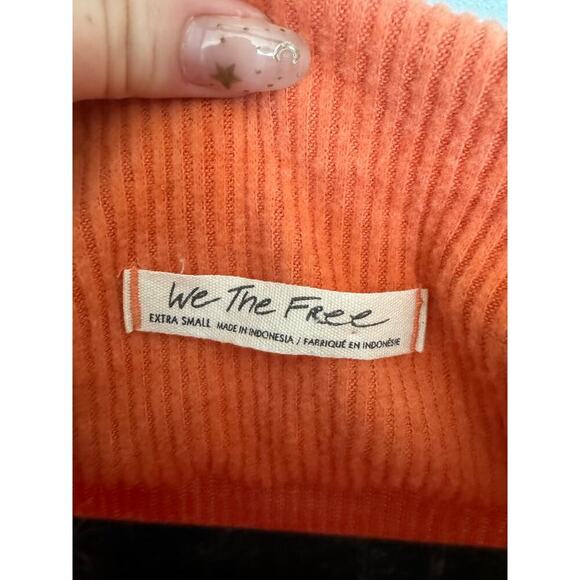 We The Free
EXTRA SMALL MADE IN INDONESIA / FABRIQUÉ EN INDONÉSIE